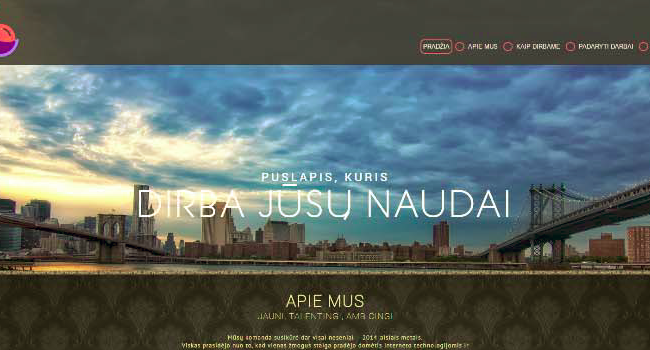 PRADŽIA APIE MUS KAIP DIRBAME PADARYTI DARBAI
PUSLAPIS, KURIS
DIRBA JŪSŲ NAUDAI
APIE MUS
JAUNI, TALENTINGI, AMBICINGI
Mūsų komanda susikūrė dar visai neseniai - 2014 aisiais metais.
Viskas prasidėjo nuo to, kad vienas žmogus staiga pradėjo domėtis interneto technologijomis ir